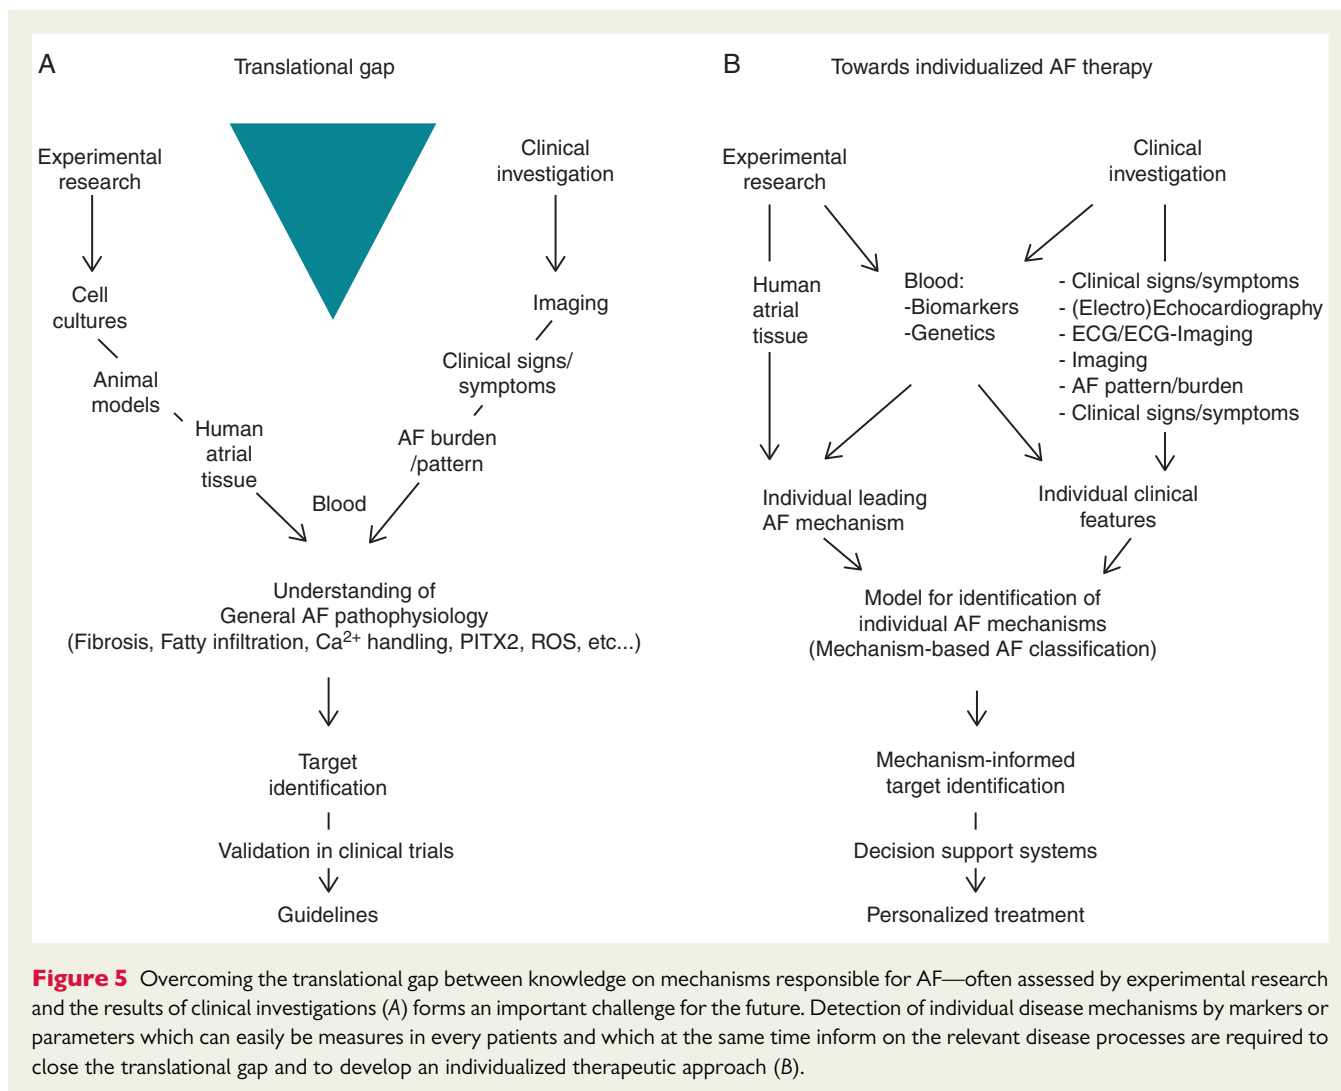 A
Translational gap
Experimental
research
Clinical
investigation
Cell
cultures
Imaging
Animal
models
Clinical signs/
symptoms
Human
atrial
tissue
AF burden
/pattern
Blood
Understanding of
General AF pathophysiology
(Fibrosis, Fatty infiltration, Ca2+ handling, PITX2, ROS, etc...)
Target
identification
Validation in clinical trials
Guidelines
B
Towards individualized AF therapy
Experimental
research
Clinical
investigation
Human
atrial
tissue
Blood:
-Biomarkers
-Genetics
- Clinical signs/symptoms
- (Electro)Echocardiography
- ECG/ECG-Imaging
- Imaging
- AF pattern/burden
- Clinical signs/symptoms
Individual leading
AF mechanism
Individual clinical
features
Model for identification of
individual AF mechanisms
(Mechanism-based AF classification)
Mechanism-informed
target identification
Decision support systems
Personalized treatment
Figure 5 Overcoming the translational gap between knowledge on mechanisms responsible for AF—often assessed by experimental research
and the results of clinical investigations (A) forms an important challenge for the future. Detection of individual disease mechanisms by markers or
parameters which can easily be measures in every patients and which at the same time inform on the relevant disease processes are required to
close the translational gap and to develop an individualized therapeutic approach (B).